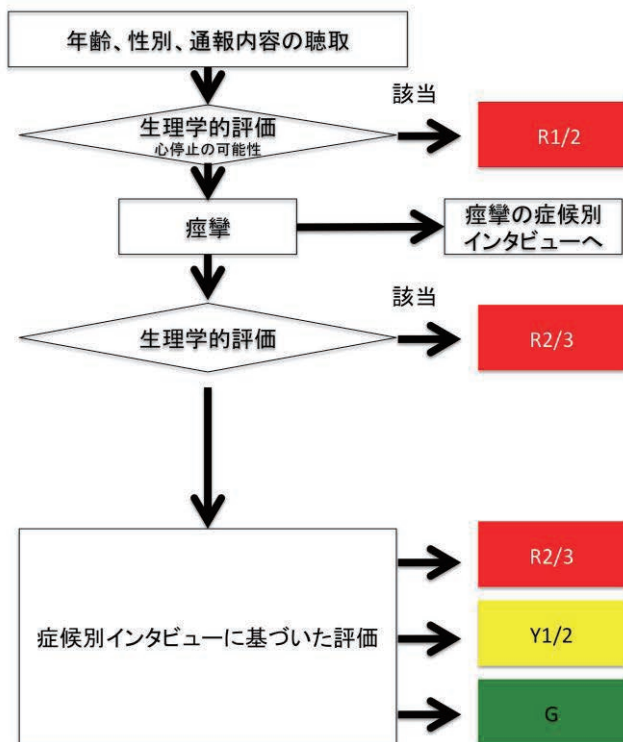 年齢、性別、通報内容の聴取
該当
生理学的評価
心停止の可能性
R1/2
痙攣
痙攣の症候別
インタビューへ
該当
生理学的評価
R2/3
R2/3
症候別インタビューに基づいた評価
Y1/2
G